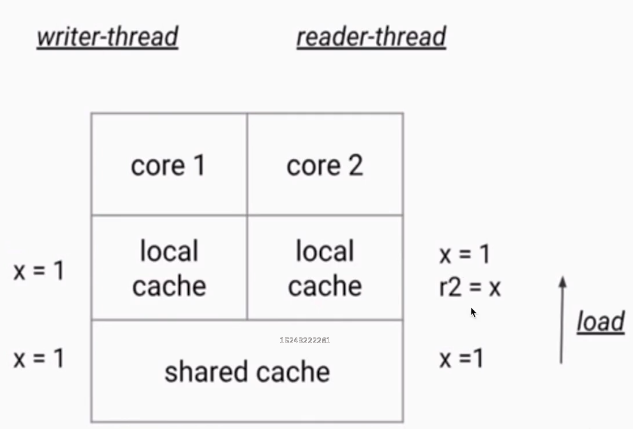 writer-thread
reader-thread
core 1
core 2
x = 1
local
cache
local
cache
x = 1
r2 = x
load
x = 1
shared cache
x =1